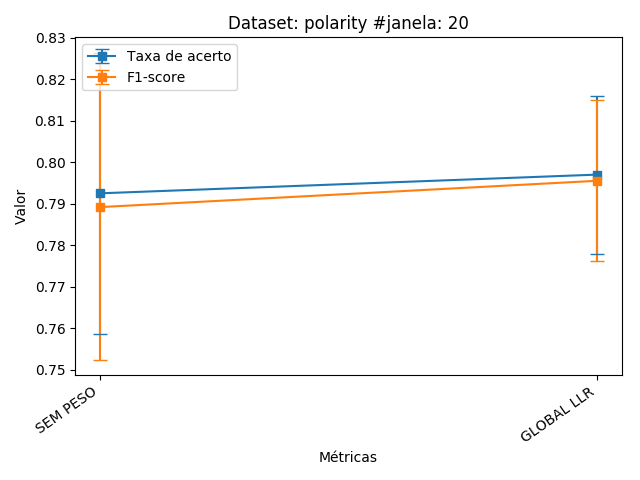 Dataset: polarity #janela: 20
Taxa de acerto
F1-score
0.83
0.82
0.81
0.80
0.79
0.78
0.77
0.76
0.75
Valor
SEM PESO
GLOBAL LLR
Métricas